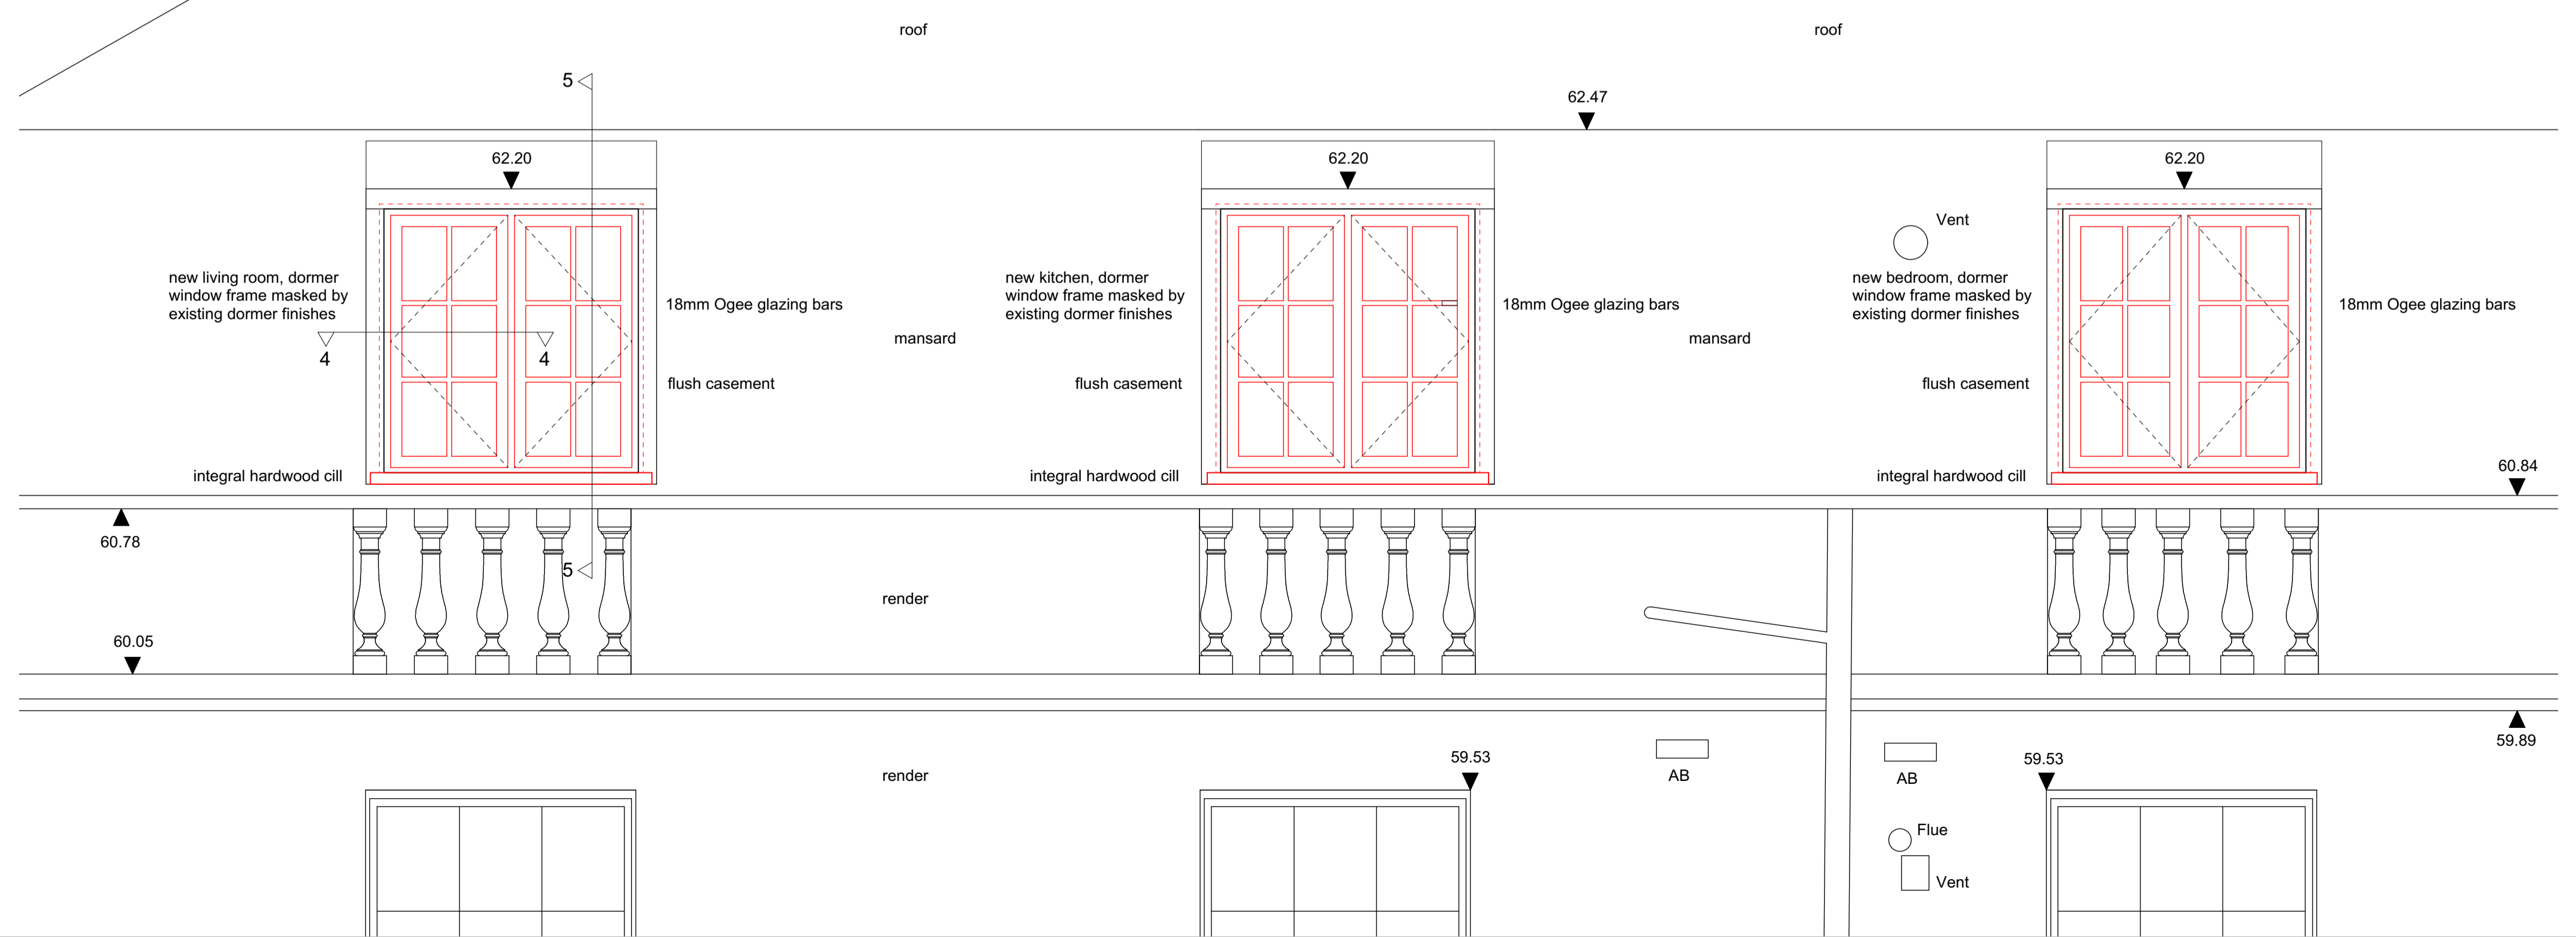 roof
roof
5
62.47
62.20
62.20
62.20
Vent
new living room, dormer
window frame masked by
existing dormer finishes
18mm Ogee glazing bars
new kitchen, dormer
window frame masked by
existing dormer finishes
18mm Ogee glazing bars
new bedroom, dormer
window frame masked by
existing dormer finishes
18mm Ogee glazing bars
4
4
mansard
mansard
flush casement
flush casement
flush casement
integral hardwood cill
integral hardwood cill
integral hardwood cill
60.84
60.78
5
render
60.05
59.89
59.53
59.53
render
AB
AB
Flue
Vent